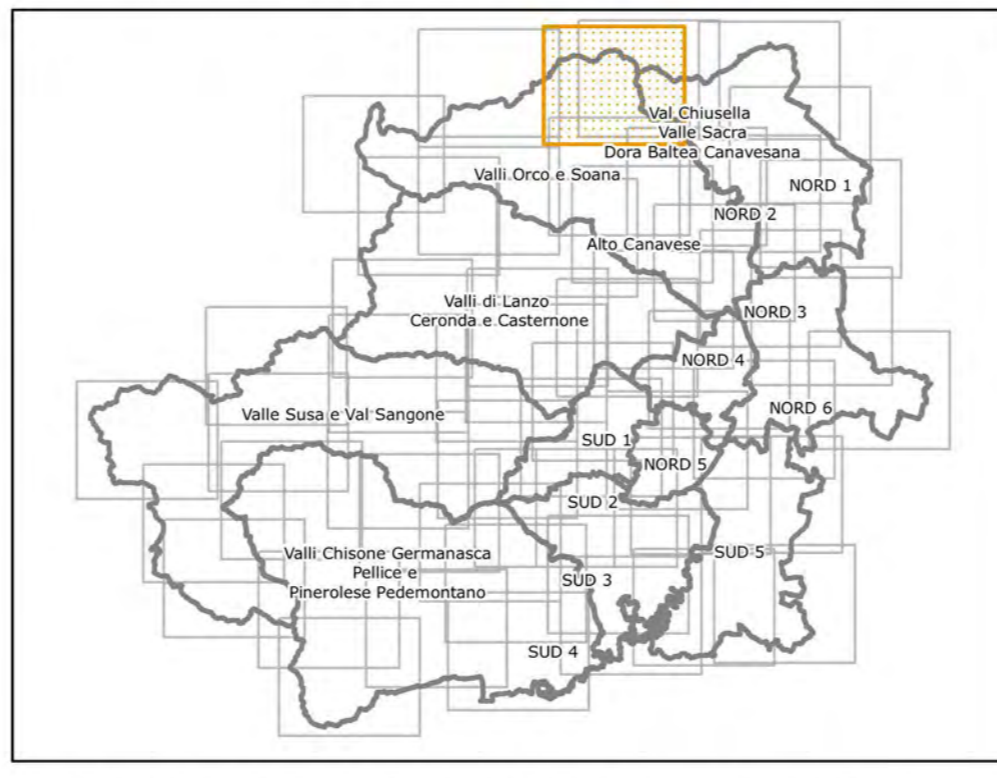 Val Chiusella
Valle Sacra
Dora Baltea Canavesana
Valli Orco e Soana
NORD 1
NORD 2
Alto Canavese
Valli di Lanzo
Ceronda e Casternone
NORD 3
NORD 4
Valle Susa e Val Sangone
NORD 6
SUD 1
NORD 5
SUD 2
Valli Chisone Germanasca
Pellice e
Pinerolese Pedemontano
SUD 5
SUD 3
SUD 4